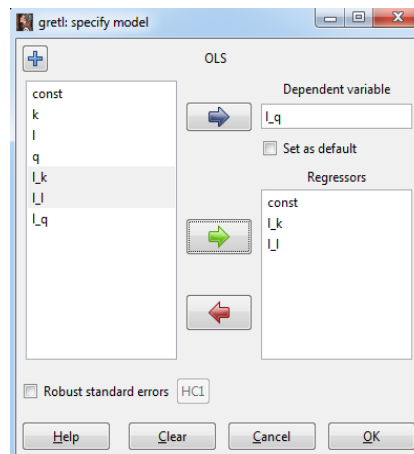 gretl: specify model
OLS
const
k
l
q
l_k
l_l
l_q
Dependent variable
l_q
Set as default
Regressors
const
l_k
l_l
Robust standard errors HC1
Help Clear Cancel OK